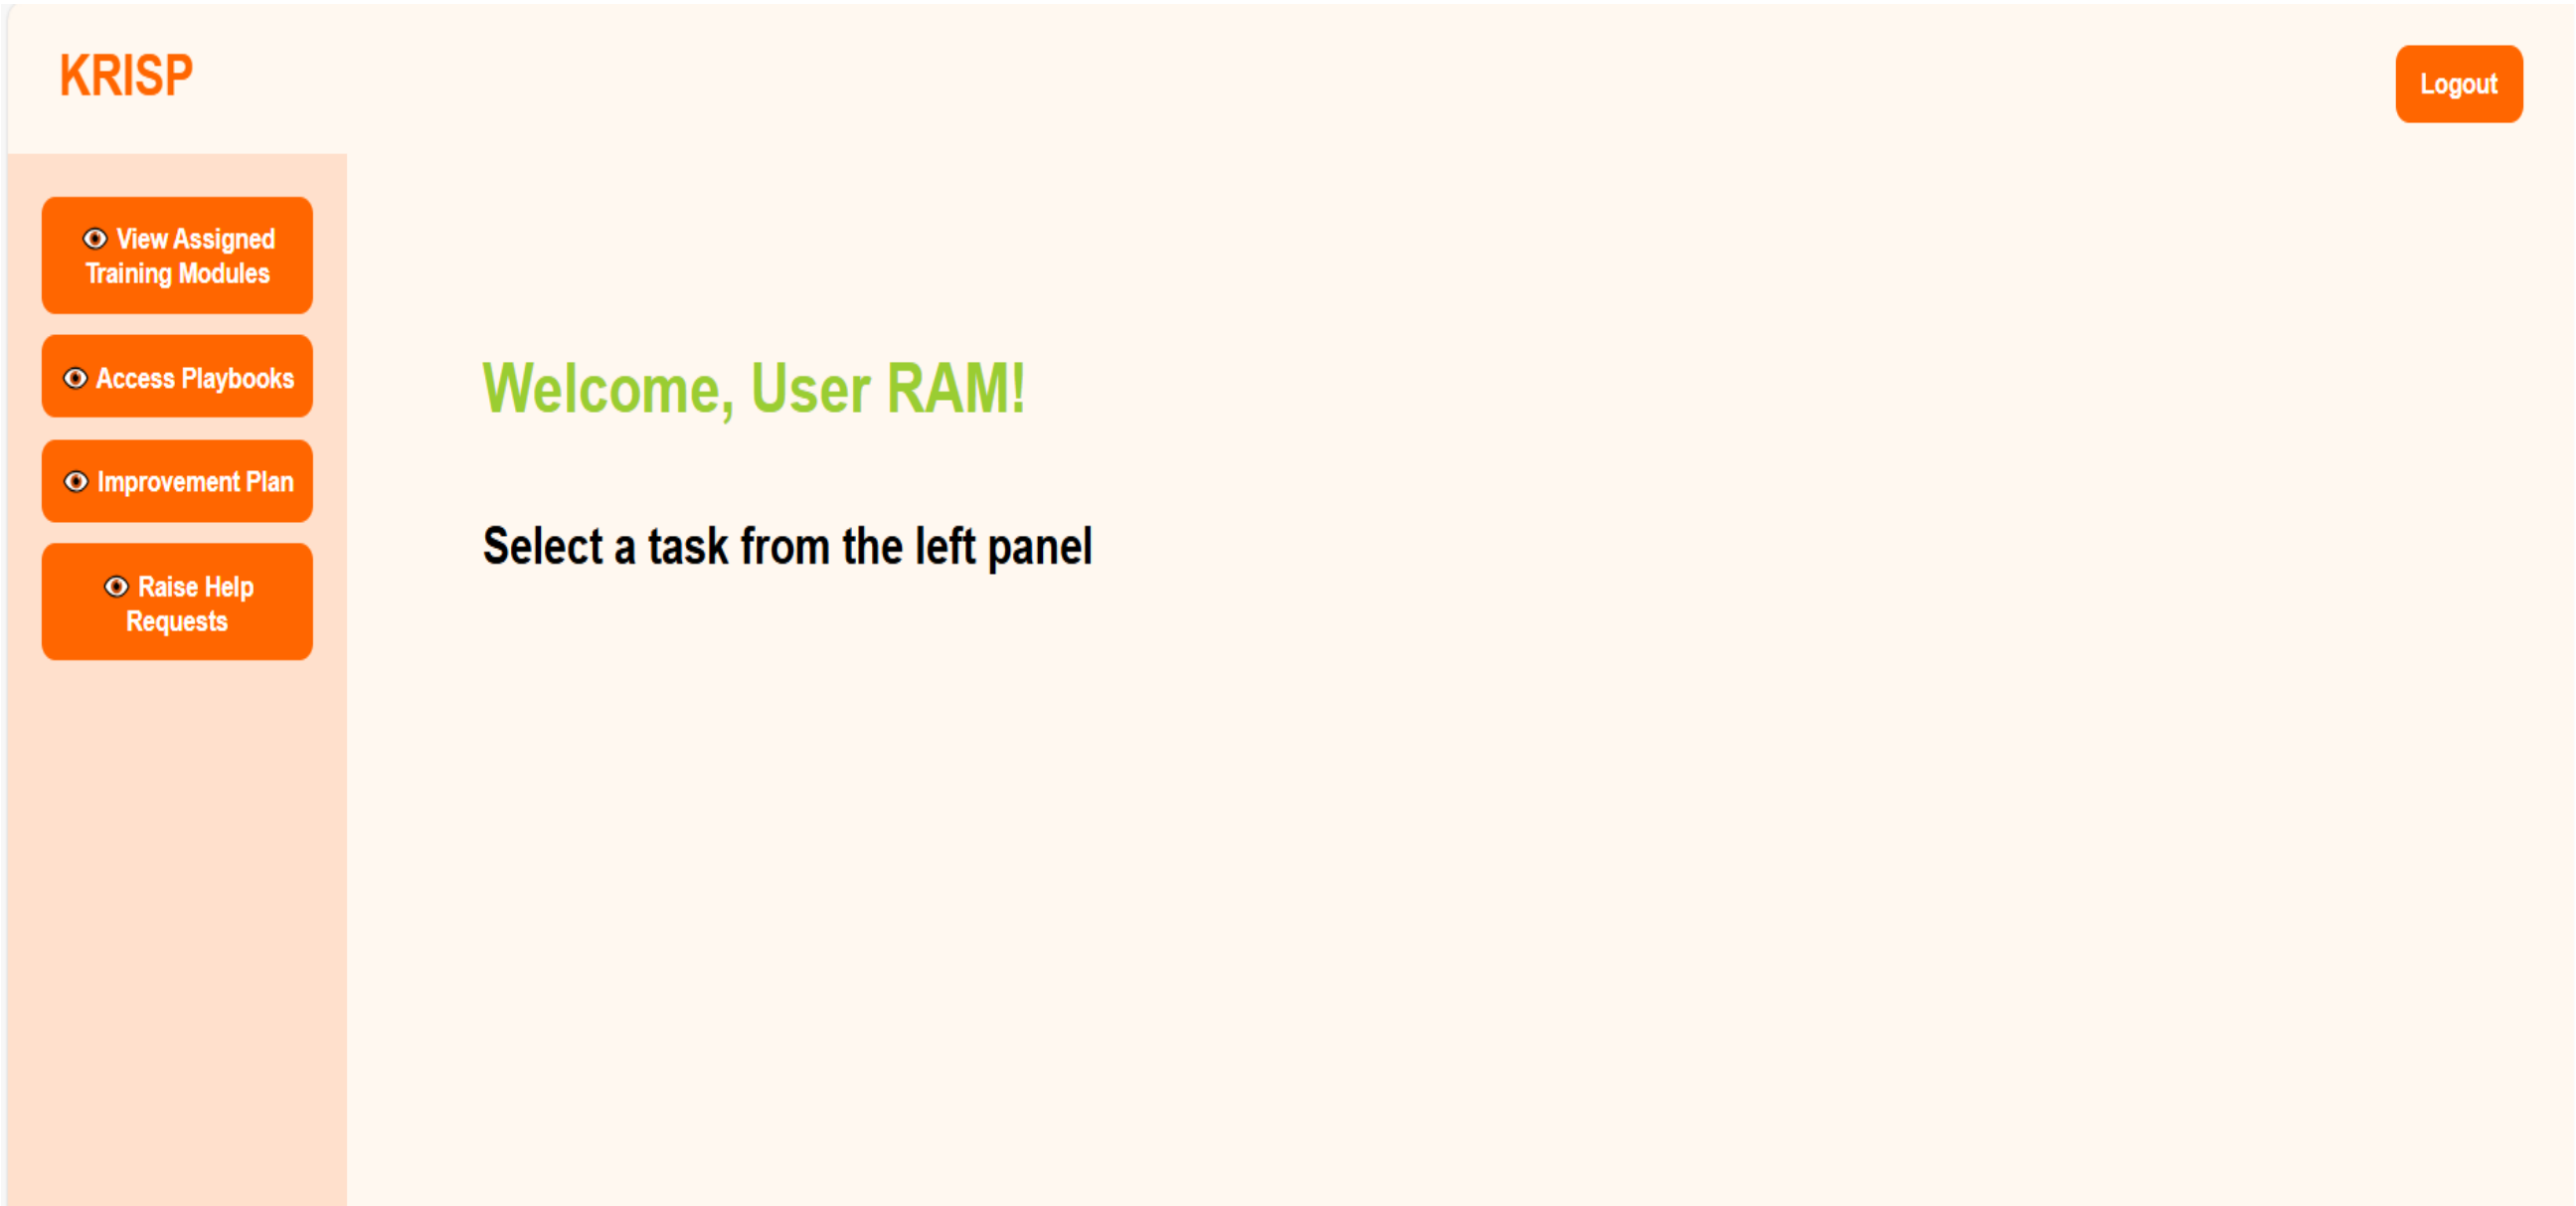 KRISP
Logout
View Assigned
Training Modules
Access Playbooks
Improvement Plan
Raise Help
Requests
Welcome, User RAM!
Select a task from the left panel